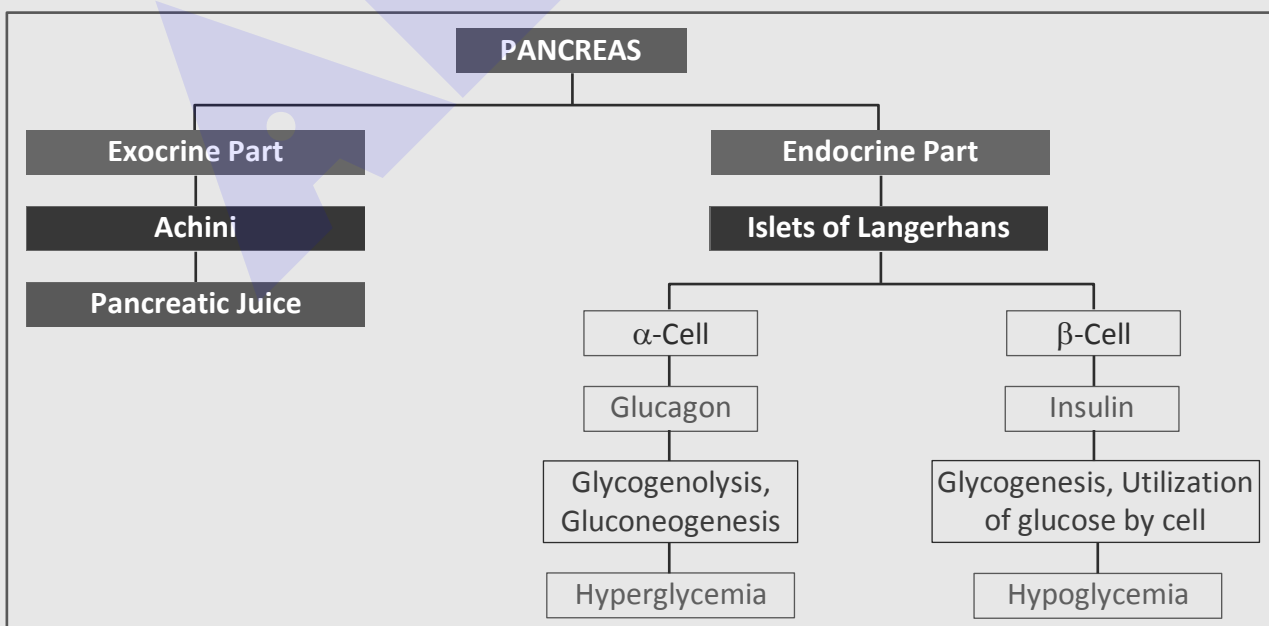 PANCREAS
Exocrine Part
Endocrine Part
Achini
Islets of Langerhans
Pancreatic Juice
α-Cell
β-Cell
Glucagon
Insulin
Glycogenolysis,
Gluconeogenesis
Glycogenesis, Utilization
of glucose by cell
Hyperglycemia
Hypoglycemia